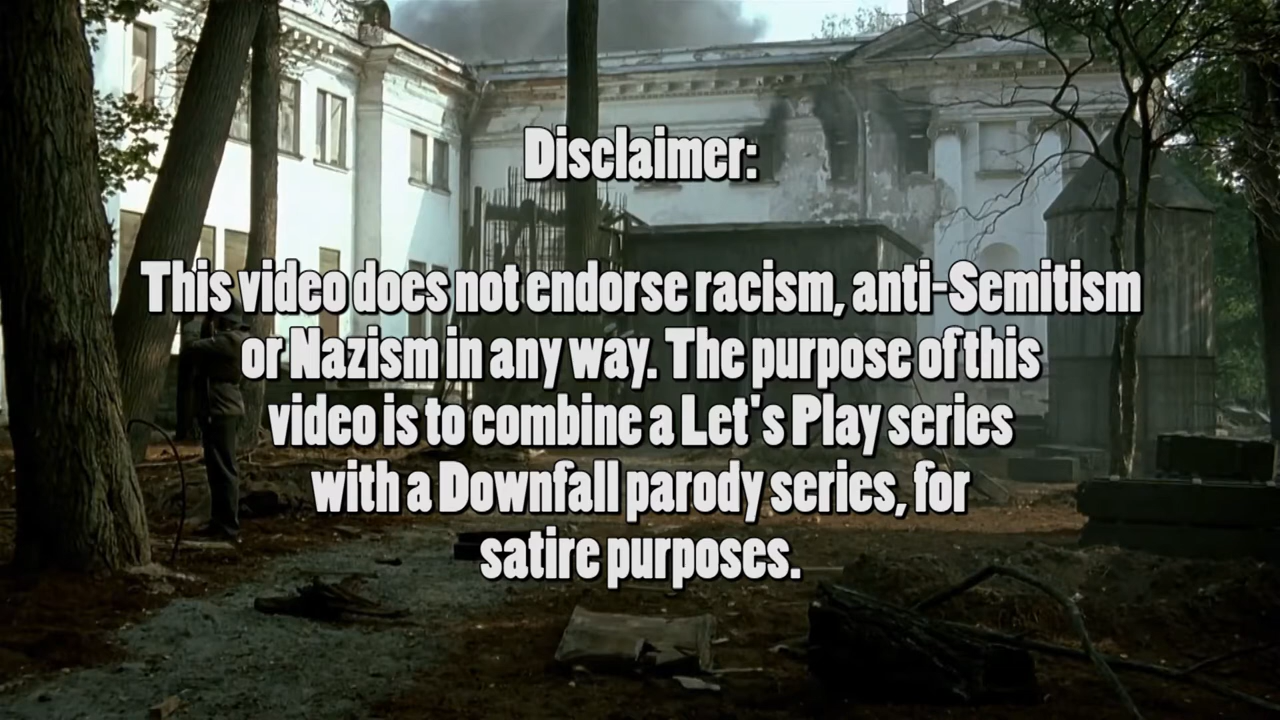 Disclaimer:
This video does not endorse racism, anti-Semitism
or Nazism in any way. The purpose of this
video is to combine a Let's Play series
with a Downfall parody series, for
satire purposes.